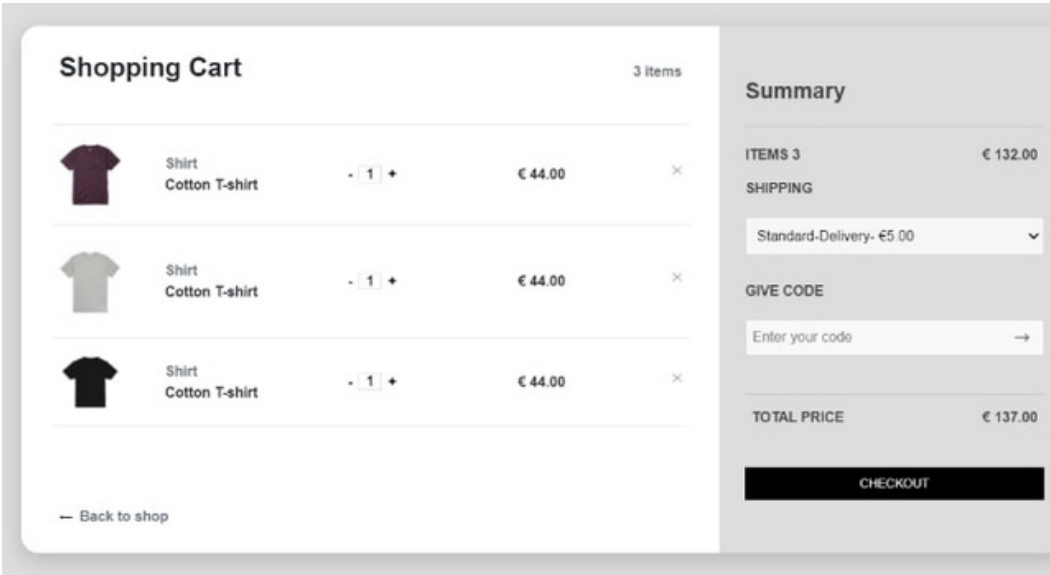 Shopping Cart
3 items
Shirt
Cotton T-shirt
- 1 +
€ 44.00
×
Shirt
Cotton T-shirt
- 1 +
€ 44.00
×
Shirt
Cotton T-shirt
- 1 +
€ 44.00
×
← Back to shop
Summary
ITEMS 3 € 132.00
SHIPPING
Standard-Delivery- €5.00
GIVE CODE
Enter your code →
TOTAL PRICE € 137.00
CHECKOUT